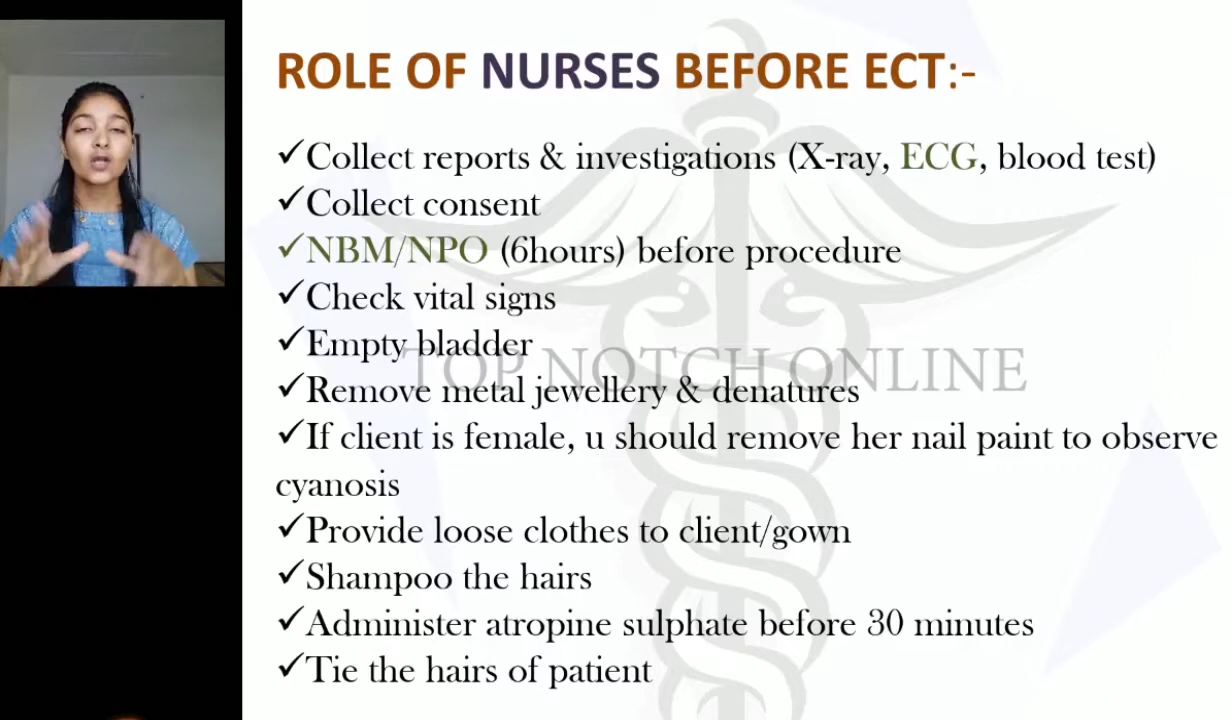 ROLE OF NURSES BEFORE ECT:-
✓Collect reports & investigations (X-ray, ECG, blood test)
✓Collect consent
✓NBM/NPO (6hours) before procedure
✓Check vital signs
✓Empty bladder
TOP NOTCH ONLINE
✓Remove metal jewellery & denatures
✓If client is female, u should remove her nail paint to observe
cyanosis
✓Provide loose clothes to client/gown
✓Shampoo the hairs
✓Administer atropine sulphate before 30 minutes
✓Tie the hairs of patient